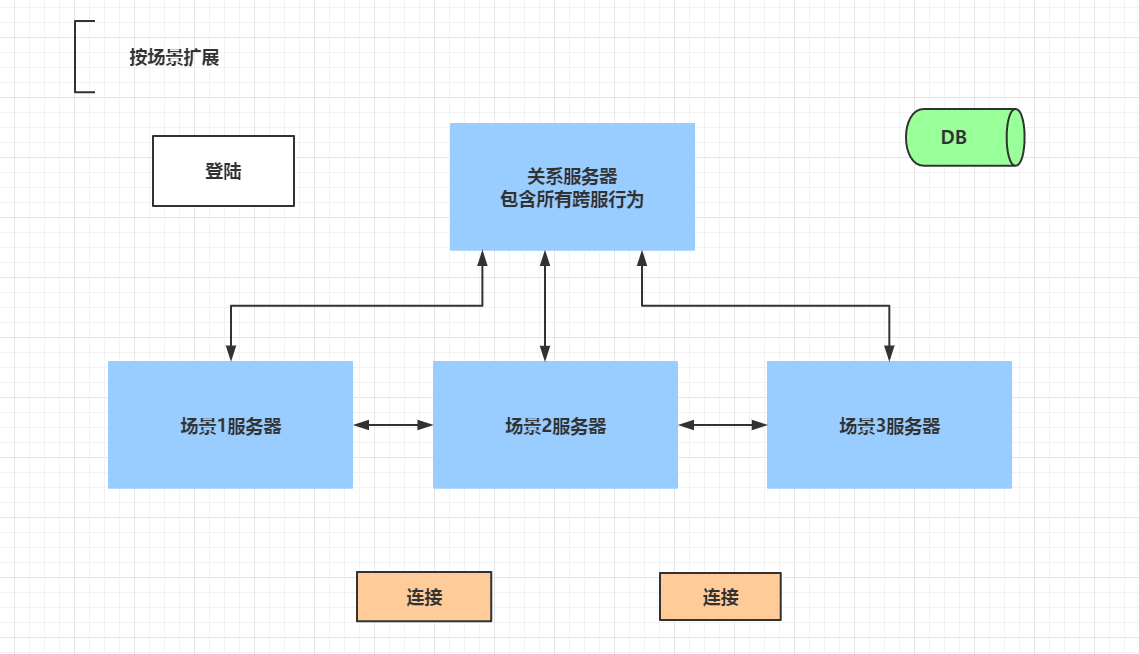 按场景扩展
登陆
关系服务器
包含所有跨服行为
DB
场景1服务器
场景2服务器
场景3服务器
连接
连接